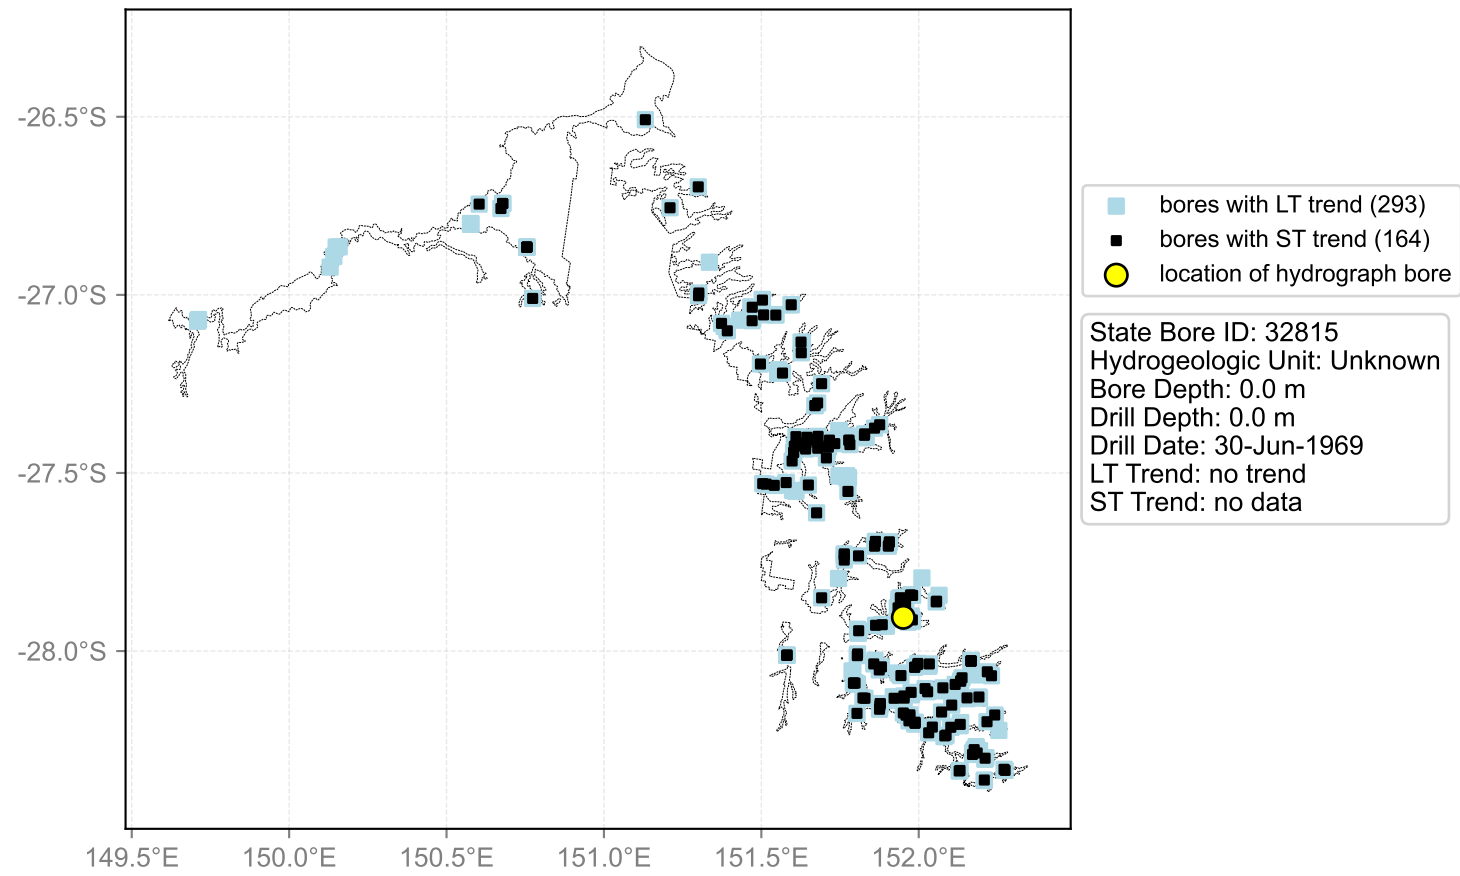 -26.5°S
-27.0°S
-27.5°S
-28.0°S
149.5°E 150.0°E 150.5°E 151.0°E 151.5°E 152.0°E
bores with LT trend (293)
bores with ST trend (164)
location of hydrograph bore
State Bore ID: 32815
Hydrogeologic Unit: Unknown
Bore Depth: 0.0 m
Drill Depth: 0.0 m
Drill Date: 30-Jun-1969
LT Trend: no trend
ST Trend: no data